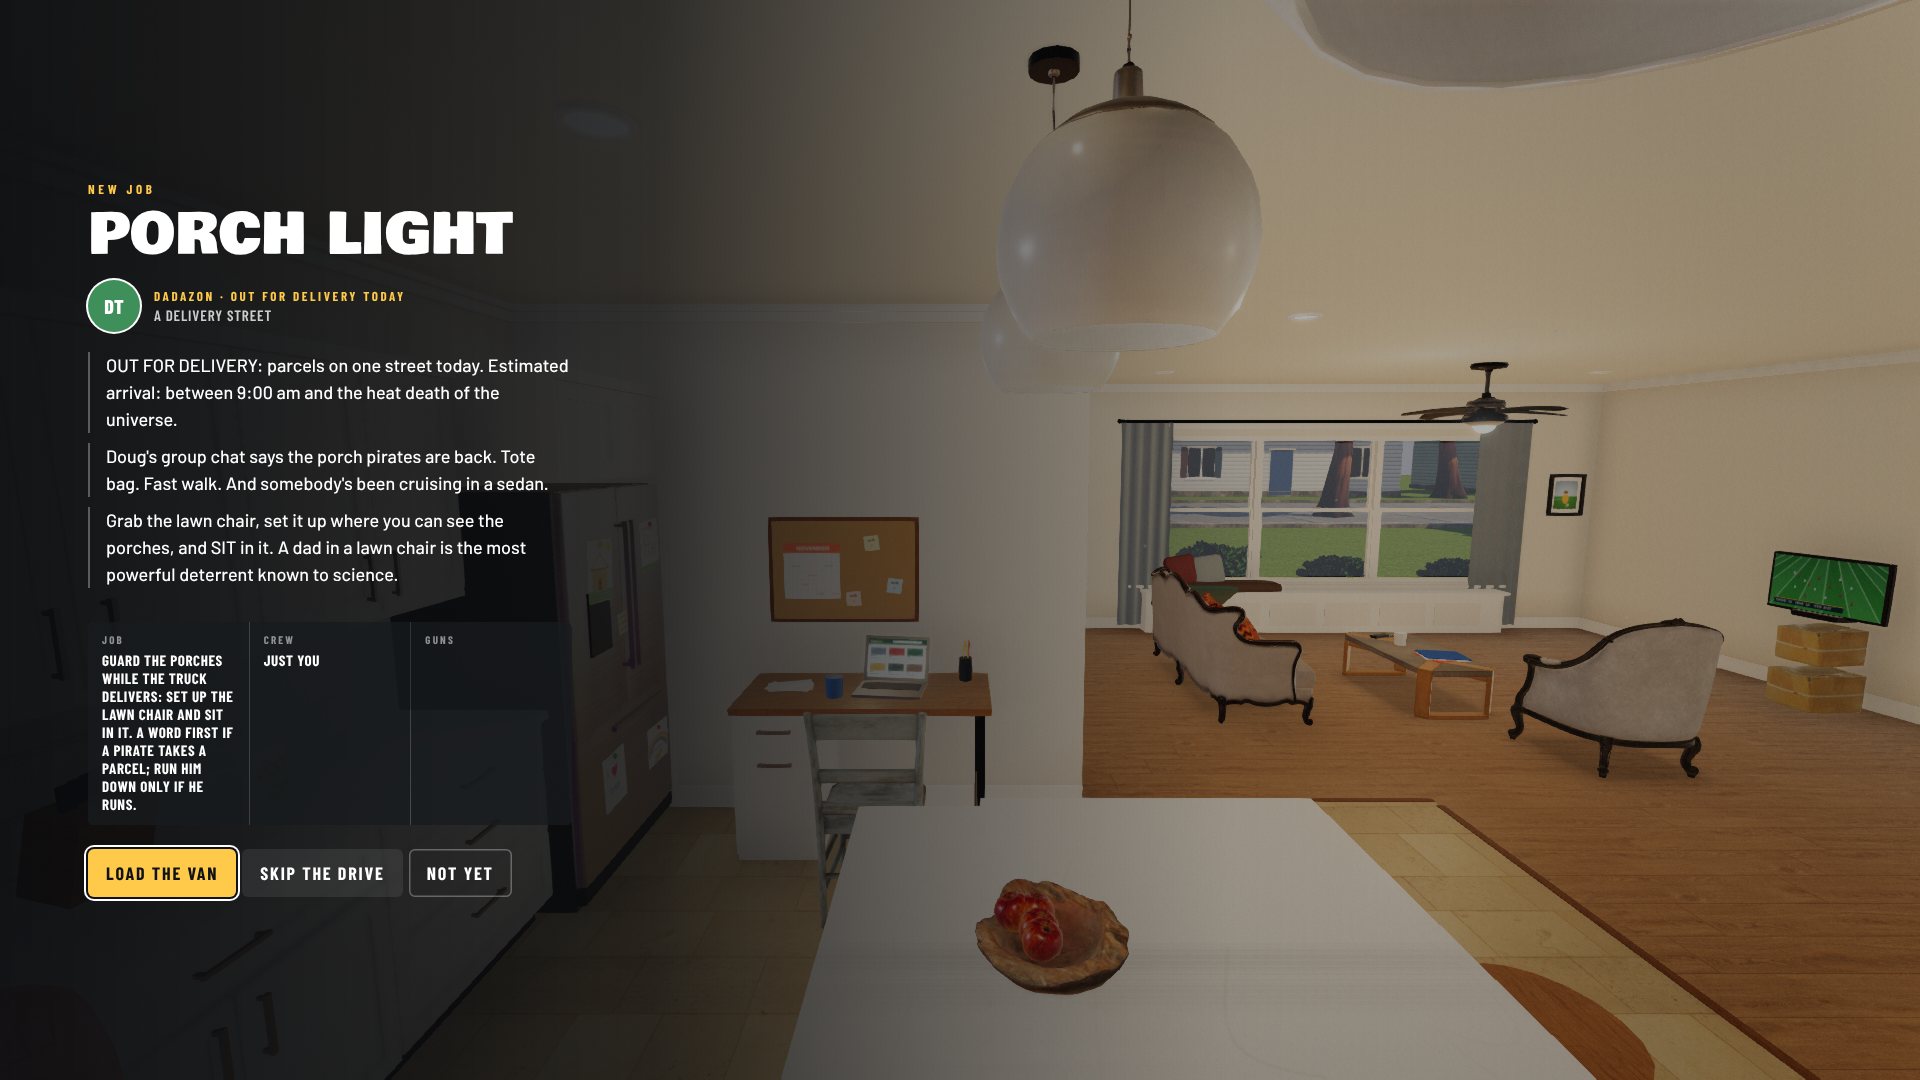 NEW JOB
PORCH LIGHT
DT
DADAZON · OUT FOR DELIVERY TODAY
A DELIVERY STREET
OUT FOR DELIVERY: parcels on one street today. Estimated
arrival: between 9:00 am and the heat death of the
universe.
Doug's group chat says the porch pirates are back. Tote
bag. Fast walk. And somebody's been cruising in a sedan.
Grab the lawn chair, set it up where you can see the
porches, and SIT in it. A dad in a lawn chair is the most
powerful deterrent known to science.
JOB
GUARD THE PORCHES
WHILE THE TRUCK
DELIVERS: SET UP THE
LAWN CHAIR AND SIT
IN IT. A WORD FIRST IF
A PIRATE TAKES A
PARCEL; RUN HIM
DOWN ONLY IF HE
RUNS.
CREW
JUST YOU
GUNS
LOAD THE VAN
SKIP THE DRIVE
NOT YET
NOVEMBER